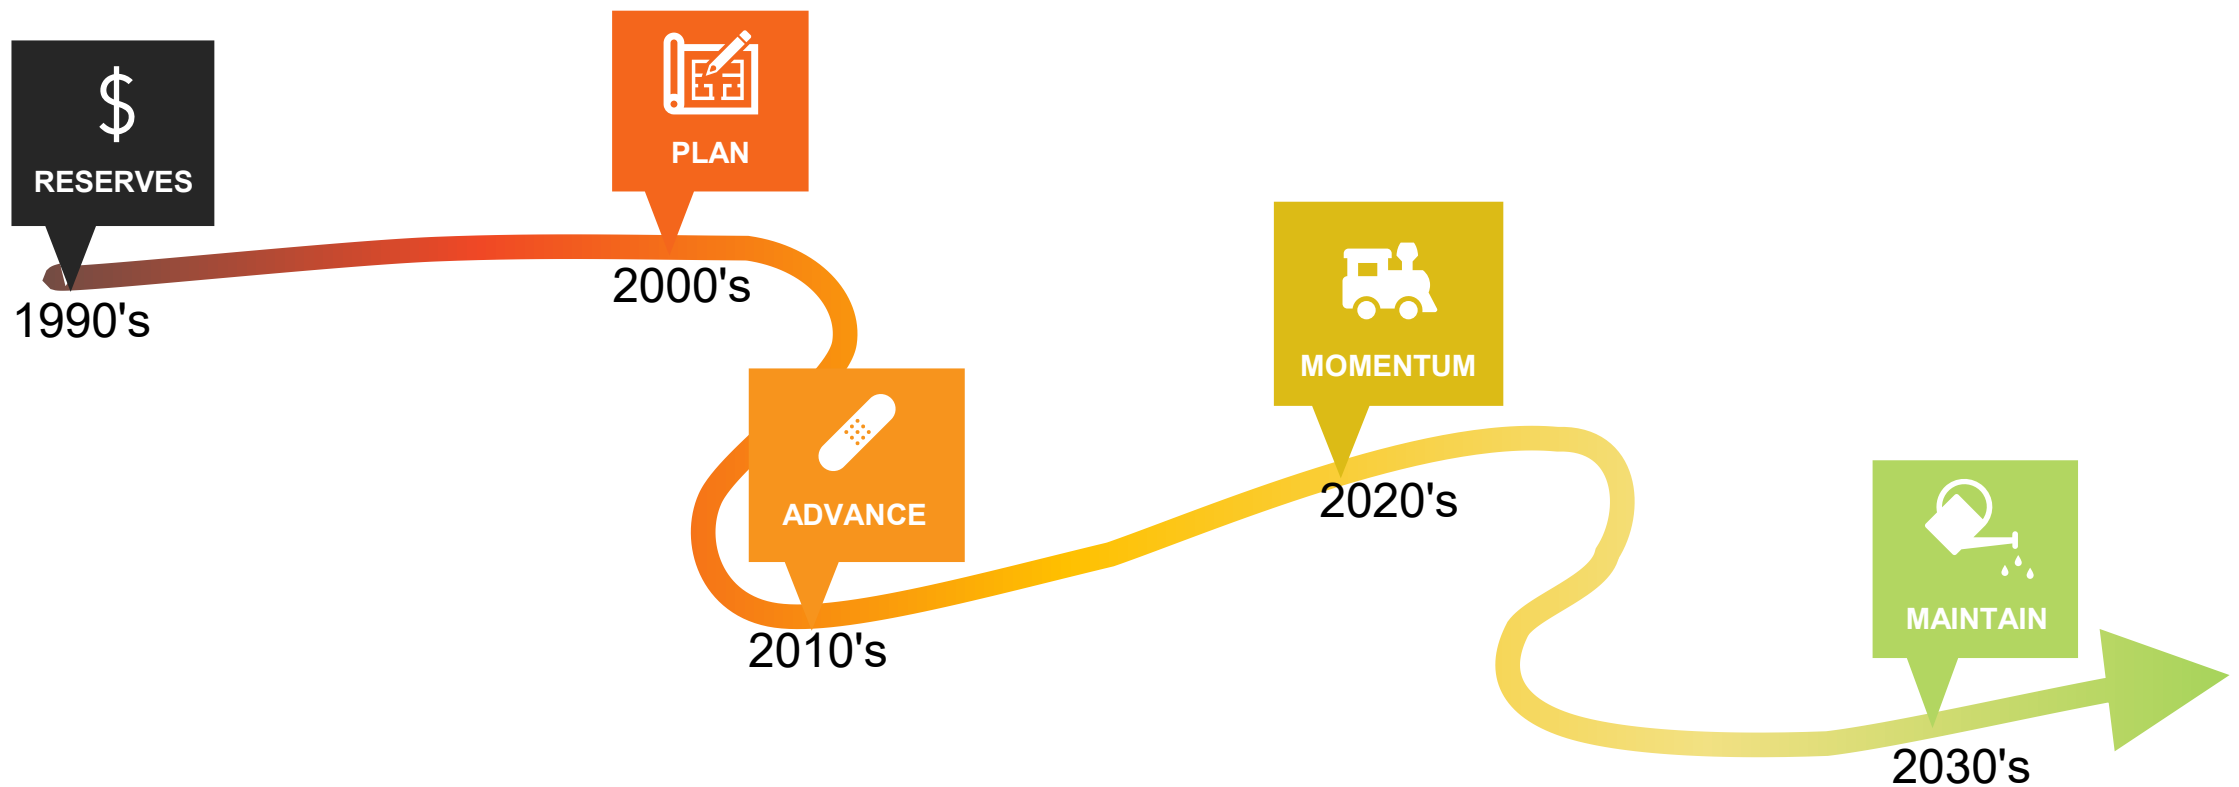 RESERVES
1990's
PLAN
2000's
ADVANCE
2010's
MOMENTUM
2020's
MAINTAIN
2030's